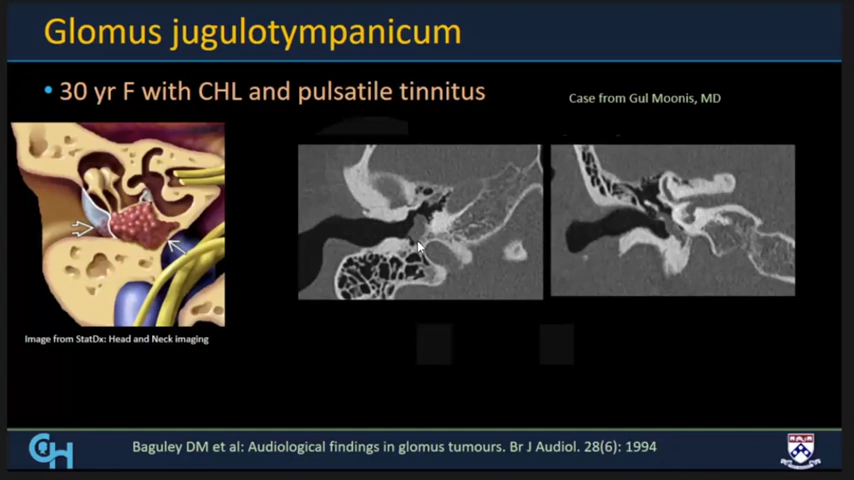 Glomus jugulotympanicum
• 30 yr F with CHL and pulsatile tinnitus
Case from Gul Moonis, MD
Image from StatDx: Head and Neck imaging
Baguley DM et al: Audiological findings in glomus tumours. Br J Audiol. 28(6): 1994
CH